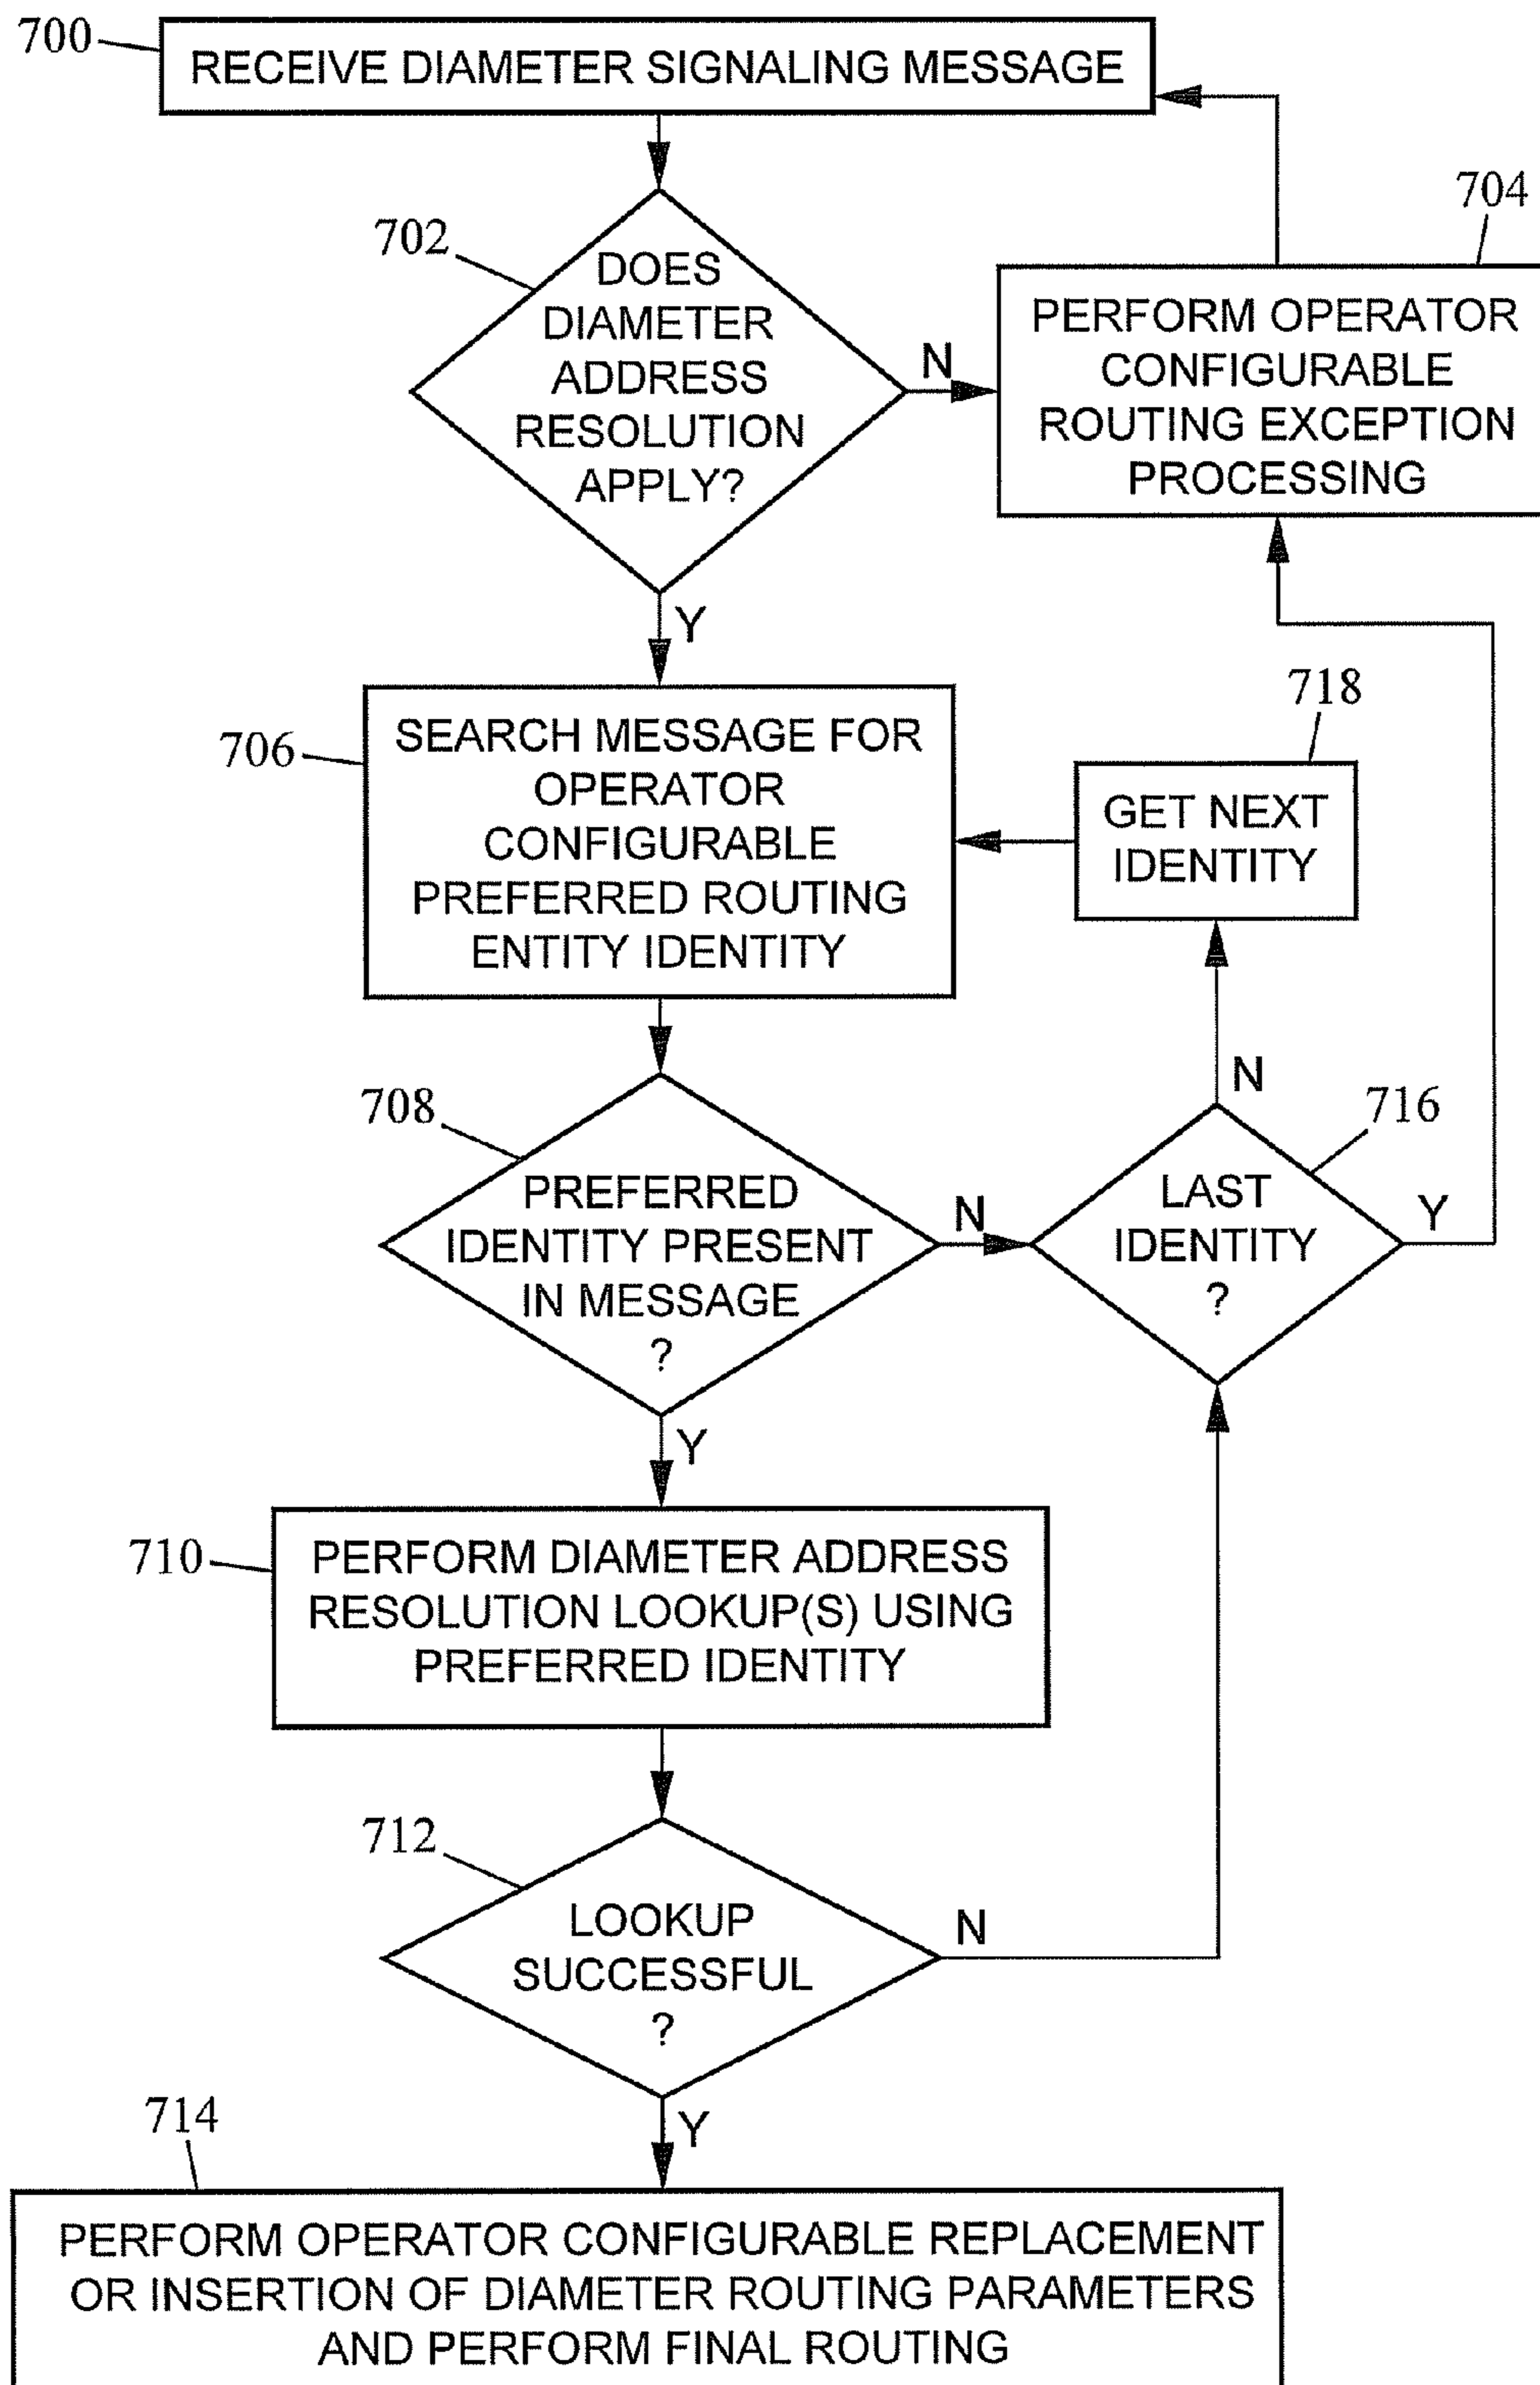 700
RECEIVE DIAMETER SIGNALING MESSAGE
704
702
DOES
DIAMETER
ADDRESS
RESOLUTION
APPLY?
N
PERFORM OPERATOR
CONFIGURABLE
ROUTING EXCEPTION
PROCESSING
Y
706
SEARCH MESSAGE FOR
OPERATOR
CONFIGURABLE
PREFERRED ROUTING
ENTITY IDENTITY
718
GET NEXT
IDENTITY
N
708
PREFERRED
IDENTITY PRESENT
IN MESSAGE
?
N
716
LAST
IDENTITY
?
Y
Y
710
PERFORM DIAMETER ADDRESS
RESOLUTION LOOKUP(S) USING
PREFERRED IDENTITY
712
LOOKUP
SUCCESSFUL
?
N
Y
714
PERFORM OPERATOR CONFIGURABLE REPLACEMENT
OR INSERTION OF DIAMETER ROUTING PARAMETERS
AND PERFORM FINAL ROUTING